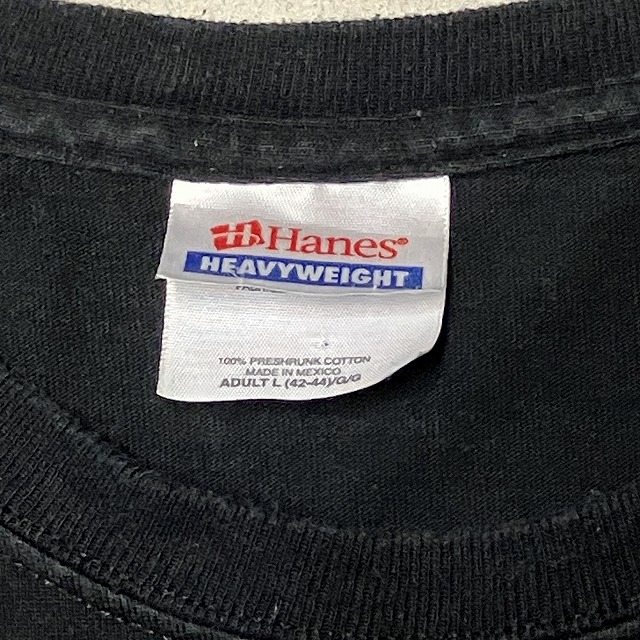 Hanes®
HEAVYWEIGHT
100% PRESHRUNK COTTON
MADE IN MEXICO
ADULT L (42-44)/G/G